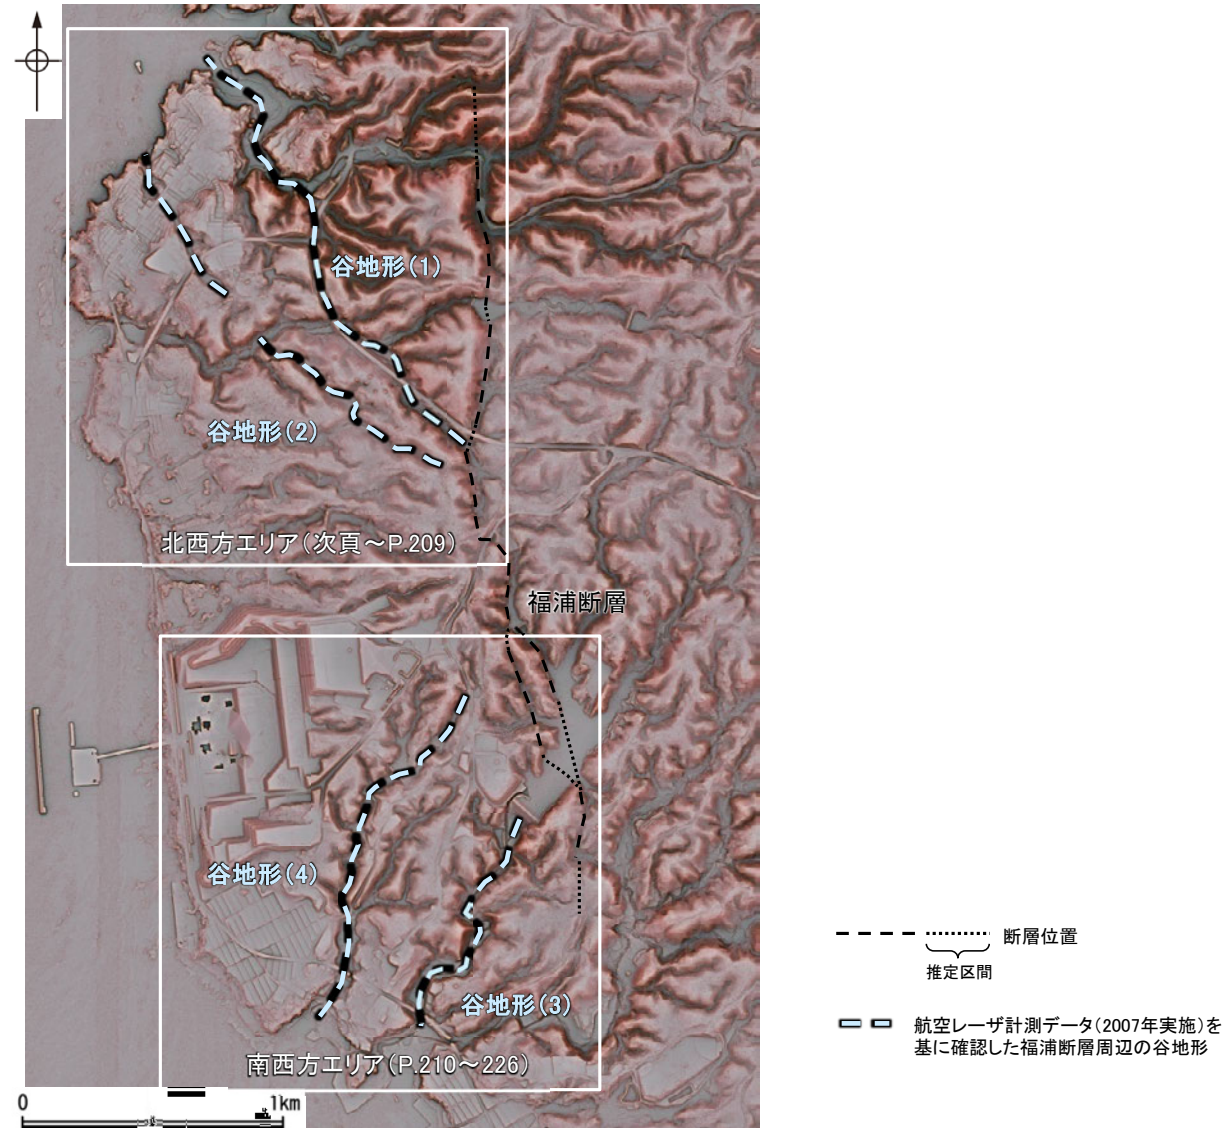 谷地形(1)
谷地形(2)
北西方エリア(次頁～P.209)
福浦断層
谷地形(4)
谷地形(3)
南西方エリア(P.210～226)
0 1km
断層位置
推定区間
航空レーザ計測データ(2007年実施)を
基に確認した福浦断層周辺の谷地形